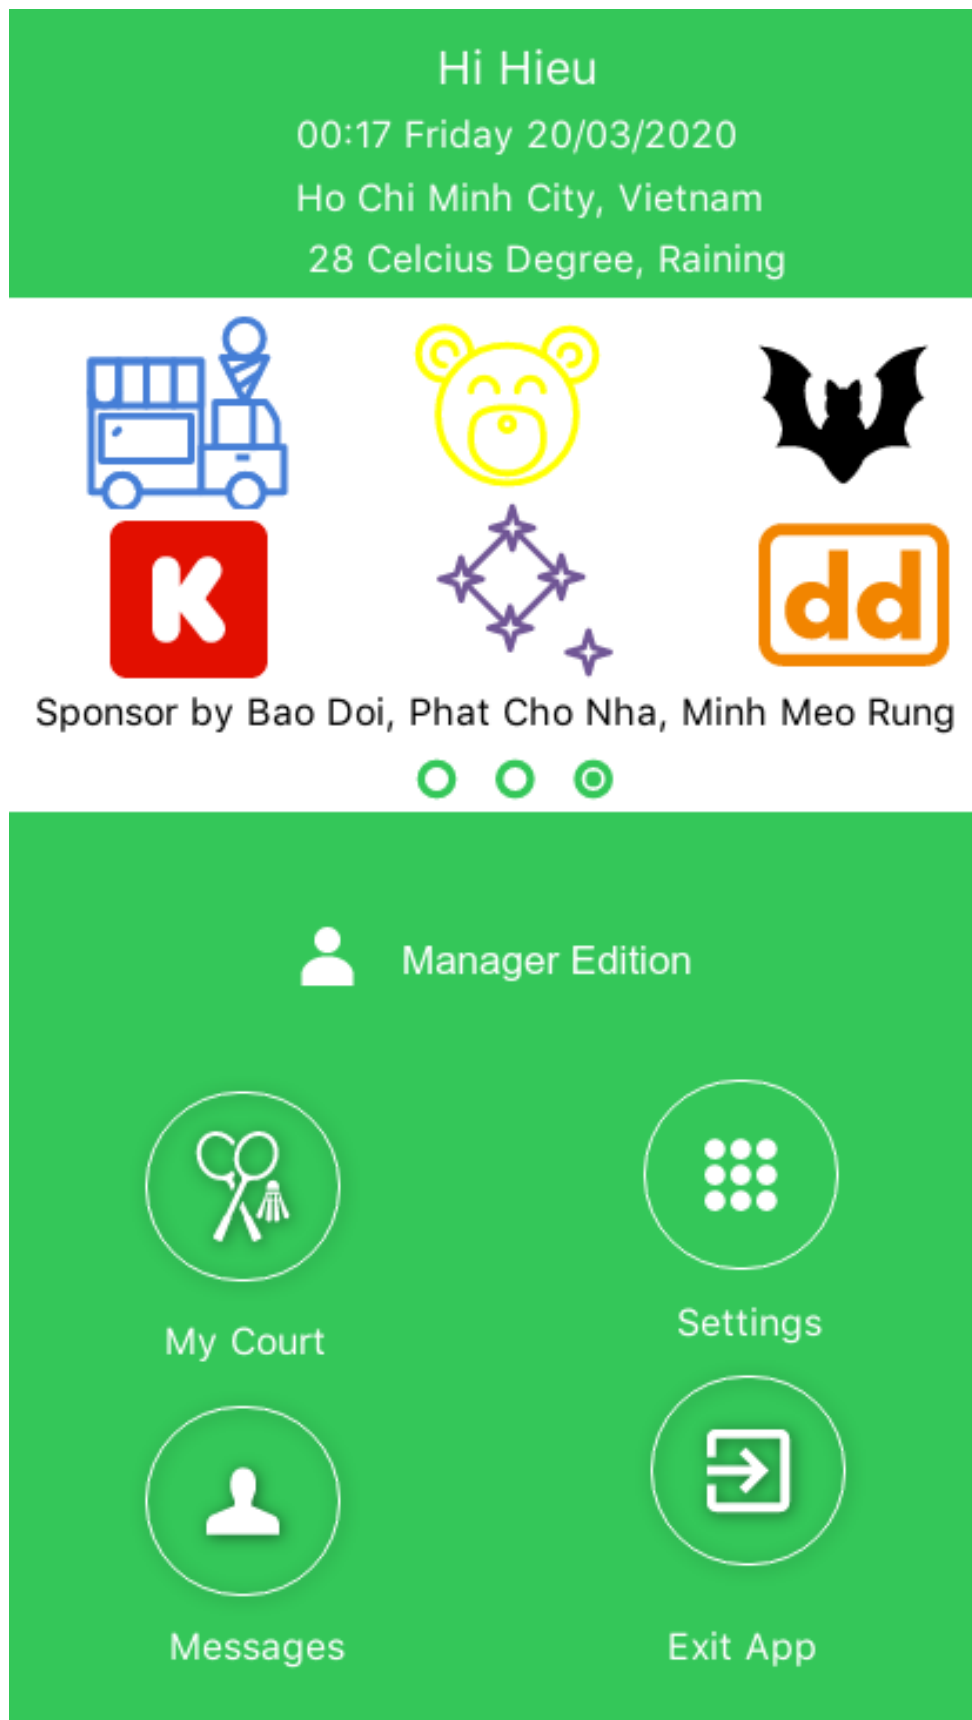 Hi Hieu
00:17 Friday 20/03/2020
Ho Chi Minh City, Vietnam
28 Celcius Degree, Raining
K
dd
Sponsor by Bao Doi, Phat Cho Nha, Minh Meo Rung
Manager Edition
My Court
Settings
Messages
Exit App